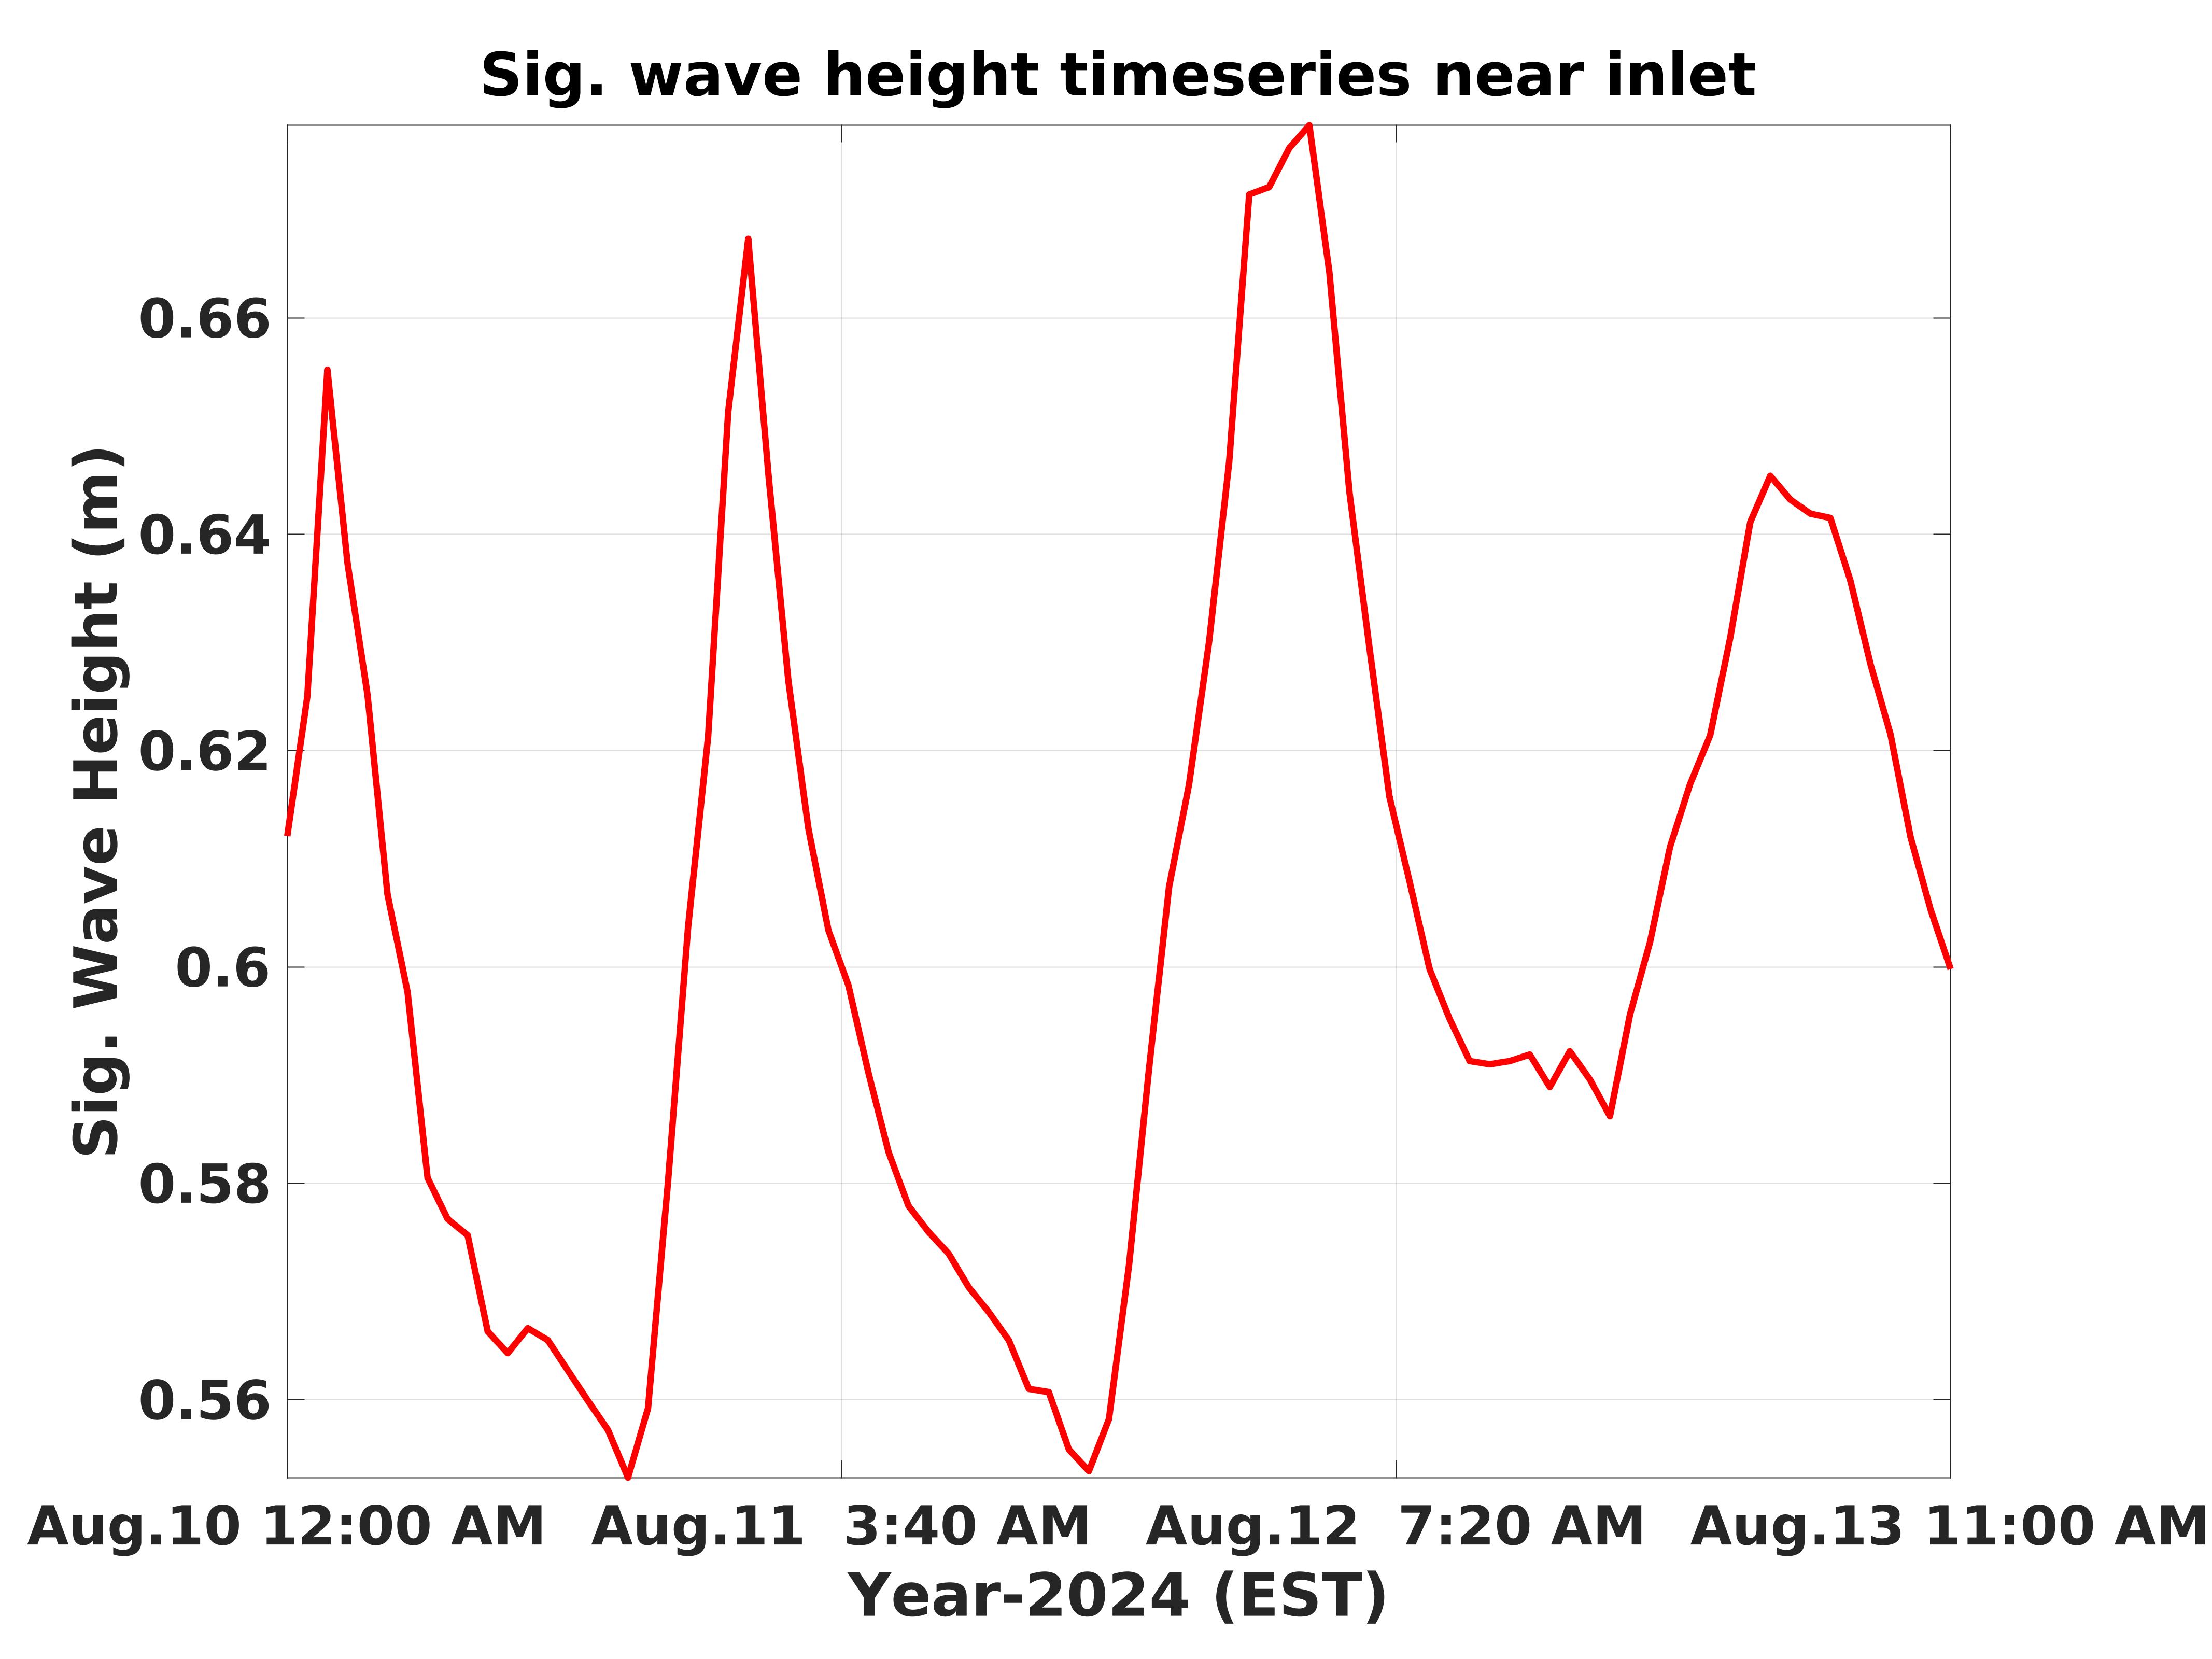 Sig. wave height timeseries near inlet
Sig. Wave Height (m)
0.66
0.64
0.62
0.6
0.58
0.56
Aug.10 12:00 AM Aug.11 3:40 AM Aug.12 7:20 AM Aug.13 11:00 AM
Year-2024 (EST)